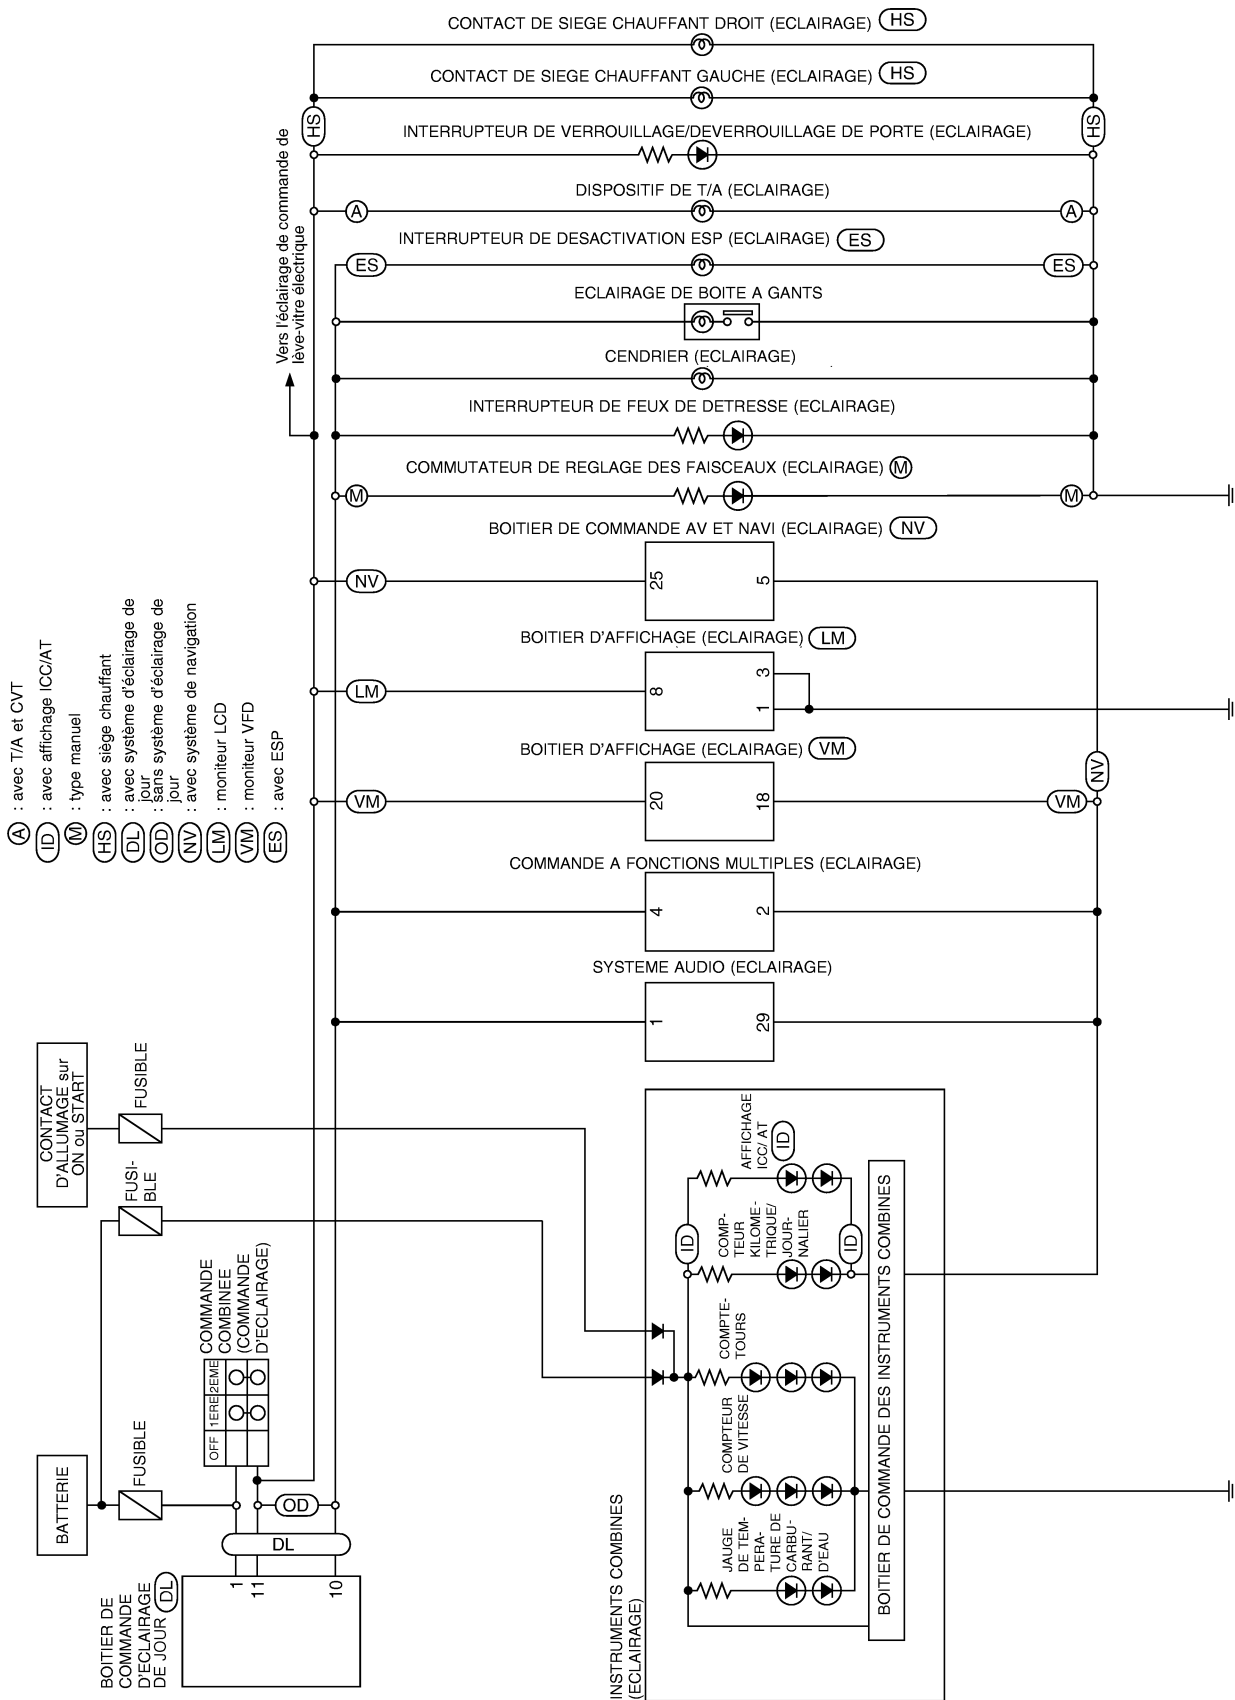 CONTACT DE SIEGE CHAUFFANT DROIT (ECLAIRAGE) HS
CONTACT DE SIEGE CHAUFFANT GAUCHE (ECLAIRAGE) HS
HS
HS
INTERRUPTEUR DE VERROUILLAGE/DEVERROUILLAGE DE PORTE (ECLAIRAGE)
DISPOSITIF DE T/A (ECLAIRAGE)
A
A
INTERRUPTEUR DE DESACTIVATION ESP (ECLAIRAGE) ES
ES
ES
Vers l'éclairage de commande de
lève-vitre électrique
ECLAIRAGE DE BOITE A GANTS
CENDRIER (ECLAIRAGE)
INTERRUPTEUR DE FEUX DE DETRESSE (ECLAIRAGE)
COMMUTATEUR DE REGLAGE DES FAISCEAUX (ECLAIRAGE) M
M
M
BOITIER DE COMMANDE AV ET NAVI (ECLAIRAGE) NV
NV
25
5
BOITIER D'AFFICHAGE (ECLAIRAGE) LM
LM
8
3
1
BOITIER D'AFFICHAGE (ECLAIRAGE) VM
VM
20
18
VM
NV
COMMANDE A FONCTIONS MULTIPLES (ECLAIRAGE)
4
2
SYSTEME AUDIO (ECLAIRAGE)
1
29
A : avec T/A et CVT
ID : avec affichage ICC/AT
M : type manuel
HS : avec siège chauffant
DL : avec système d'éclairage de
jour
OD : sans système d'éclairage de
jour
NV : avec système de navigation
LM : moniteur LCD
VM : moniteur VFD
ES : avec ESP
CONTACT
D'ALLUMAGE sur
ON ou START
FUSIBLE
FUSI-
BLE
BATTERIE
FUSIBLE
COMMANDE
COMBINEE
(COMMANDE
D'ECLAIRAGE)
OFF 1ERE 2EME
OD
DL
1
11
10
BOITIER DE
COMMANDE
D'ECLAIRAGE
DE JOUR DL
INSTRUMENTS COMBINES
(ECLAIRAGE)
AFFICHAGE
ICC/ AT
ID
ID
ID
COMP-
TEUR
KILOME-
TRIQUE/
JOUR-
NALIER
COMPTE-
TOURS
COMPTEUR
DE VITESSE
JAUGE
DE TEM-
PERA-
TURE DE
CARBU-
RANT/
D'EAU
BOITIER DE COMMANDE DES INSTRUMENTS COMBINES